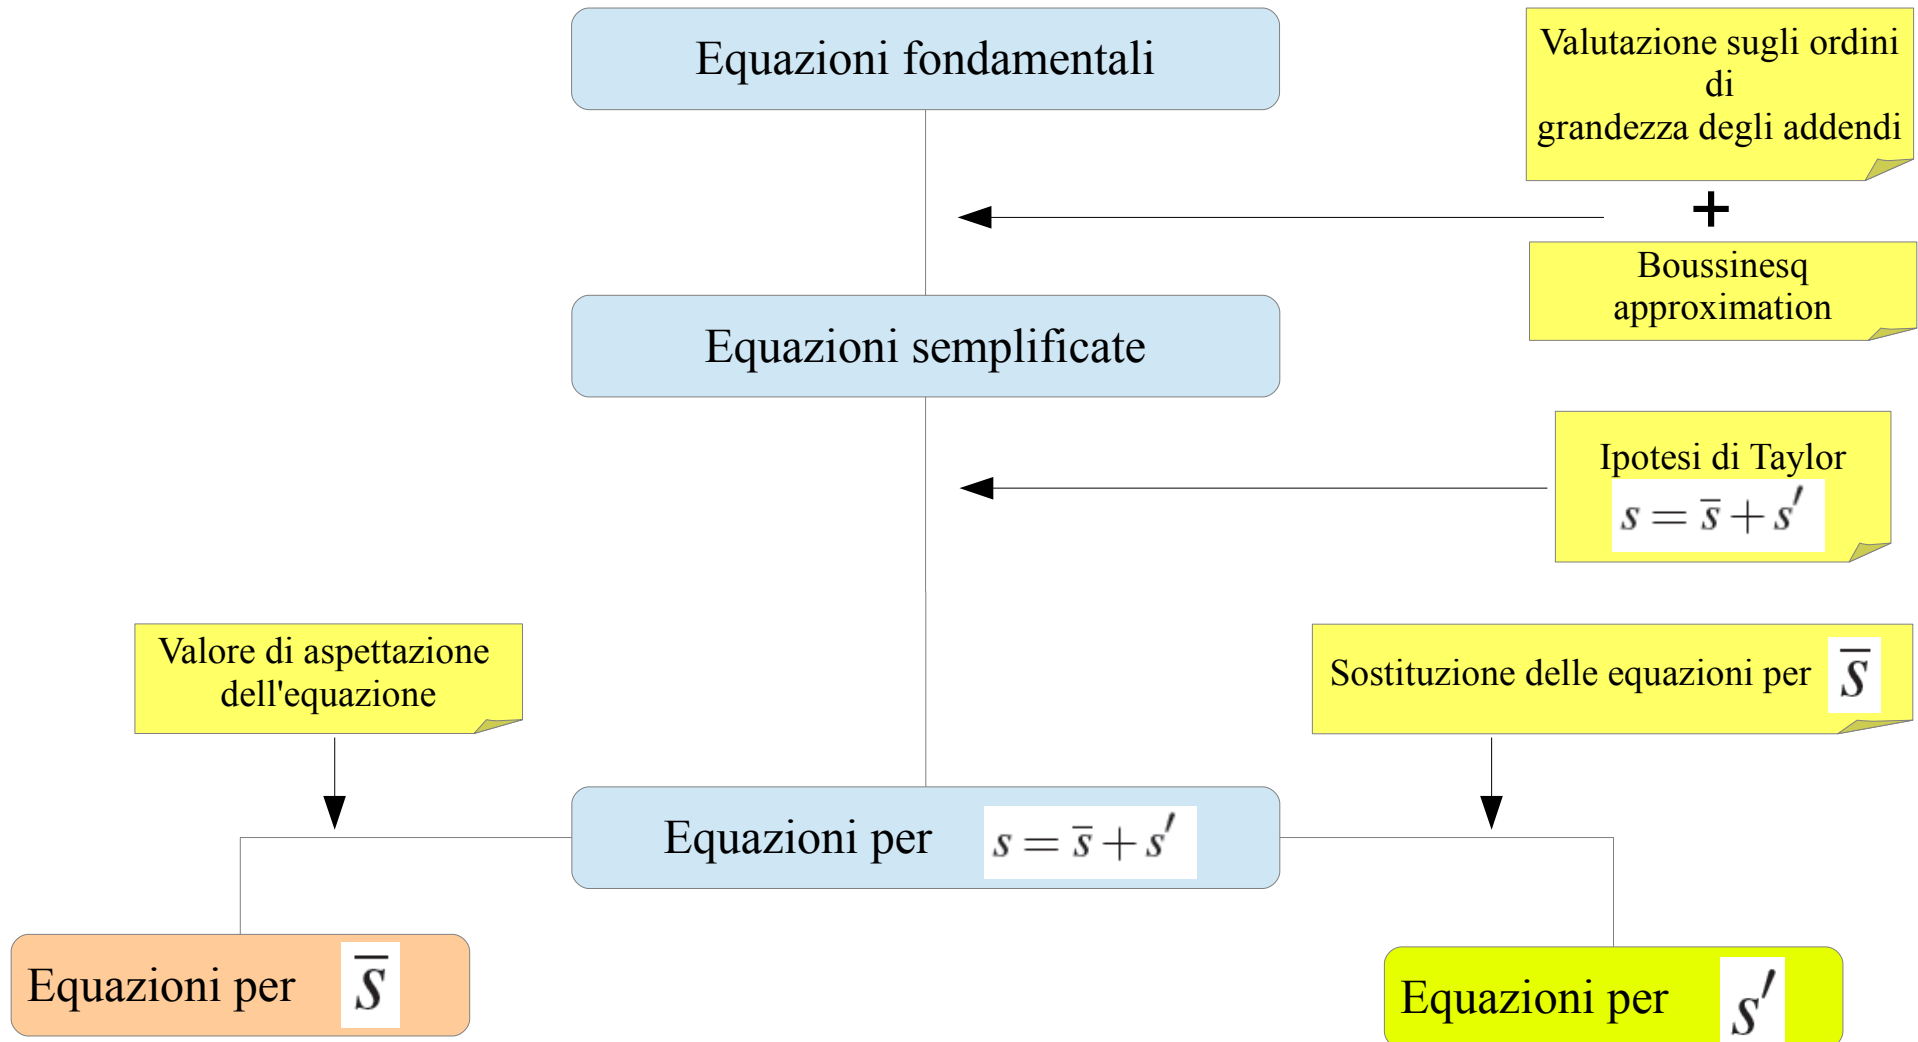 Equazioni fondamentali
Valutazione sugli ordini
di
grandezza degli addendi
+
Boussinesq
approximation
Equazioni semplificate
Ipotesi di Taylor
s = s̅ + s′
Valore di aspettazione
dell'equazione
Sostituzione delle equazioni per s̅
Equazioni per s = s̅ + s′
Equazioni per s̅
Equazioni per s′